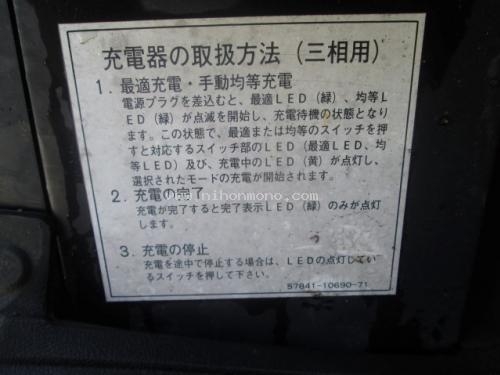 充電器の取扱方法（三相用）
1．最適充電・手動均等充電
電源プラグを差込むと、最適LED（緑）、均等L
ED（緑）が点滅を開始し、充電待機の状態となり
ます。この状態で、最適または均等のスイッチを押
すと対応するスイッチ部のLED（最適LED、均
等LED）及び、充電中のLED（黄）が点灯し、
選択されたモードの充電が開始されます。
2．充電の完了
nihonmono.com
充電が完了すると完了表示LED（緑）のみが点灯
します。
3．充電の停止
充電を途中で停止する場合は、LEDの点灯してい
るスイッチを押して下さい。
57841-10690-71